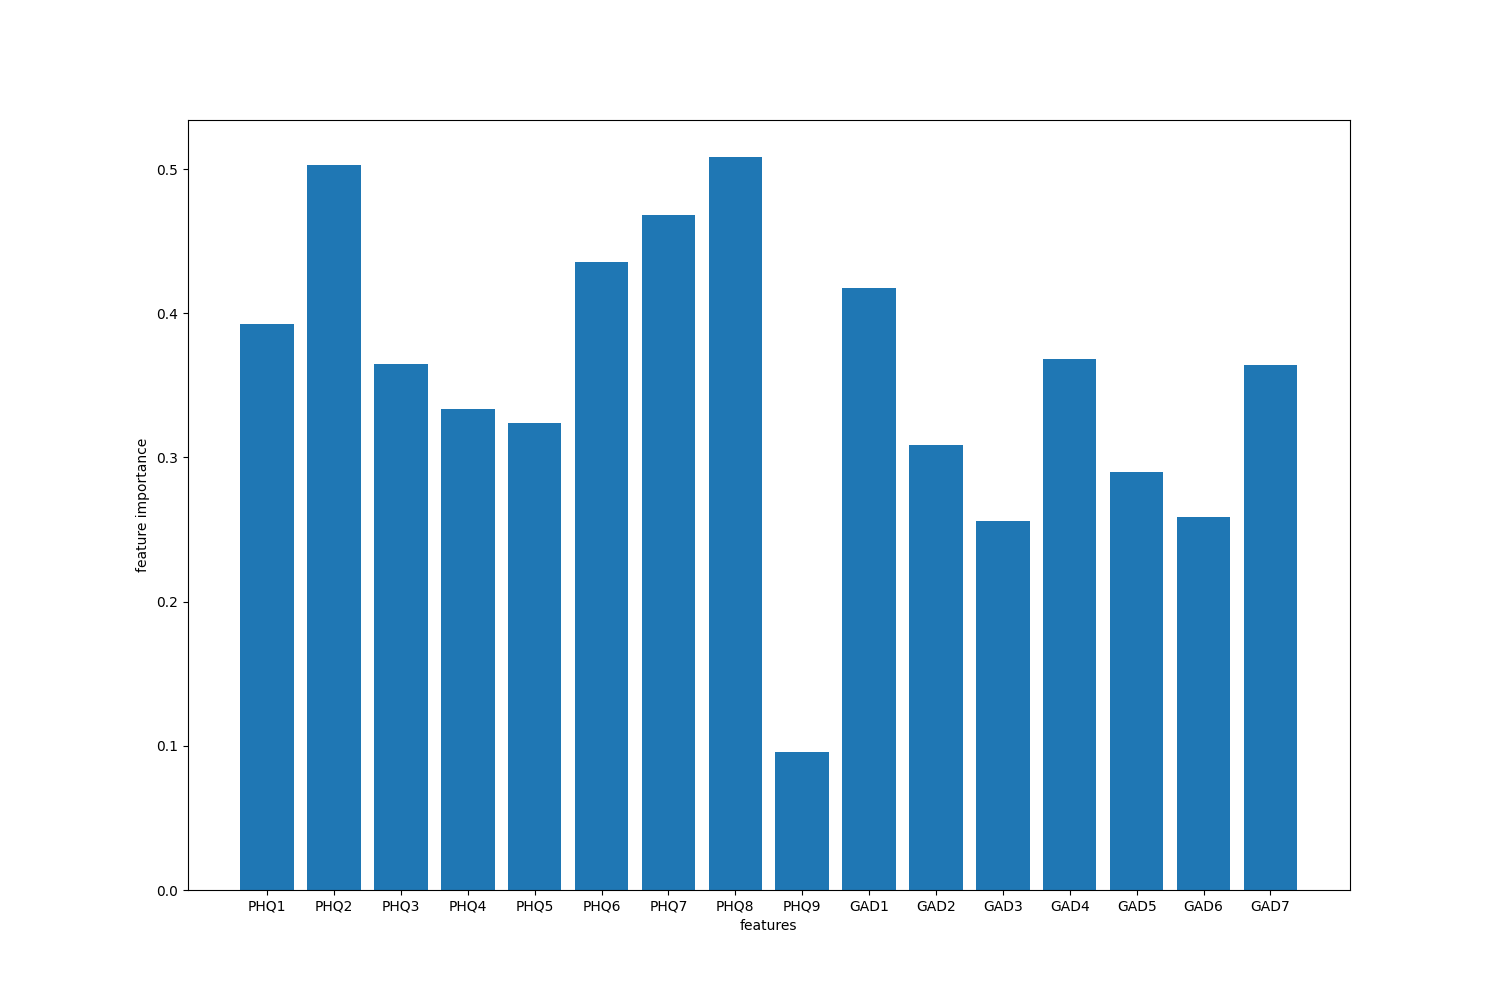 feature importance
0.5
0.4
0.3
0.2
0.1
0.0
PHQ1 PHQ2 PHQ3 PHQ4 PHQ5 PHQ6 PHQ7 PHQ8 PHQ9 GAD1 GAD2 GAD3 GAD4 GAD5 GAD6 GAD7
features